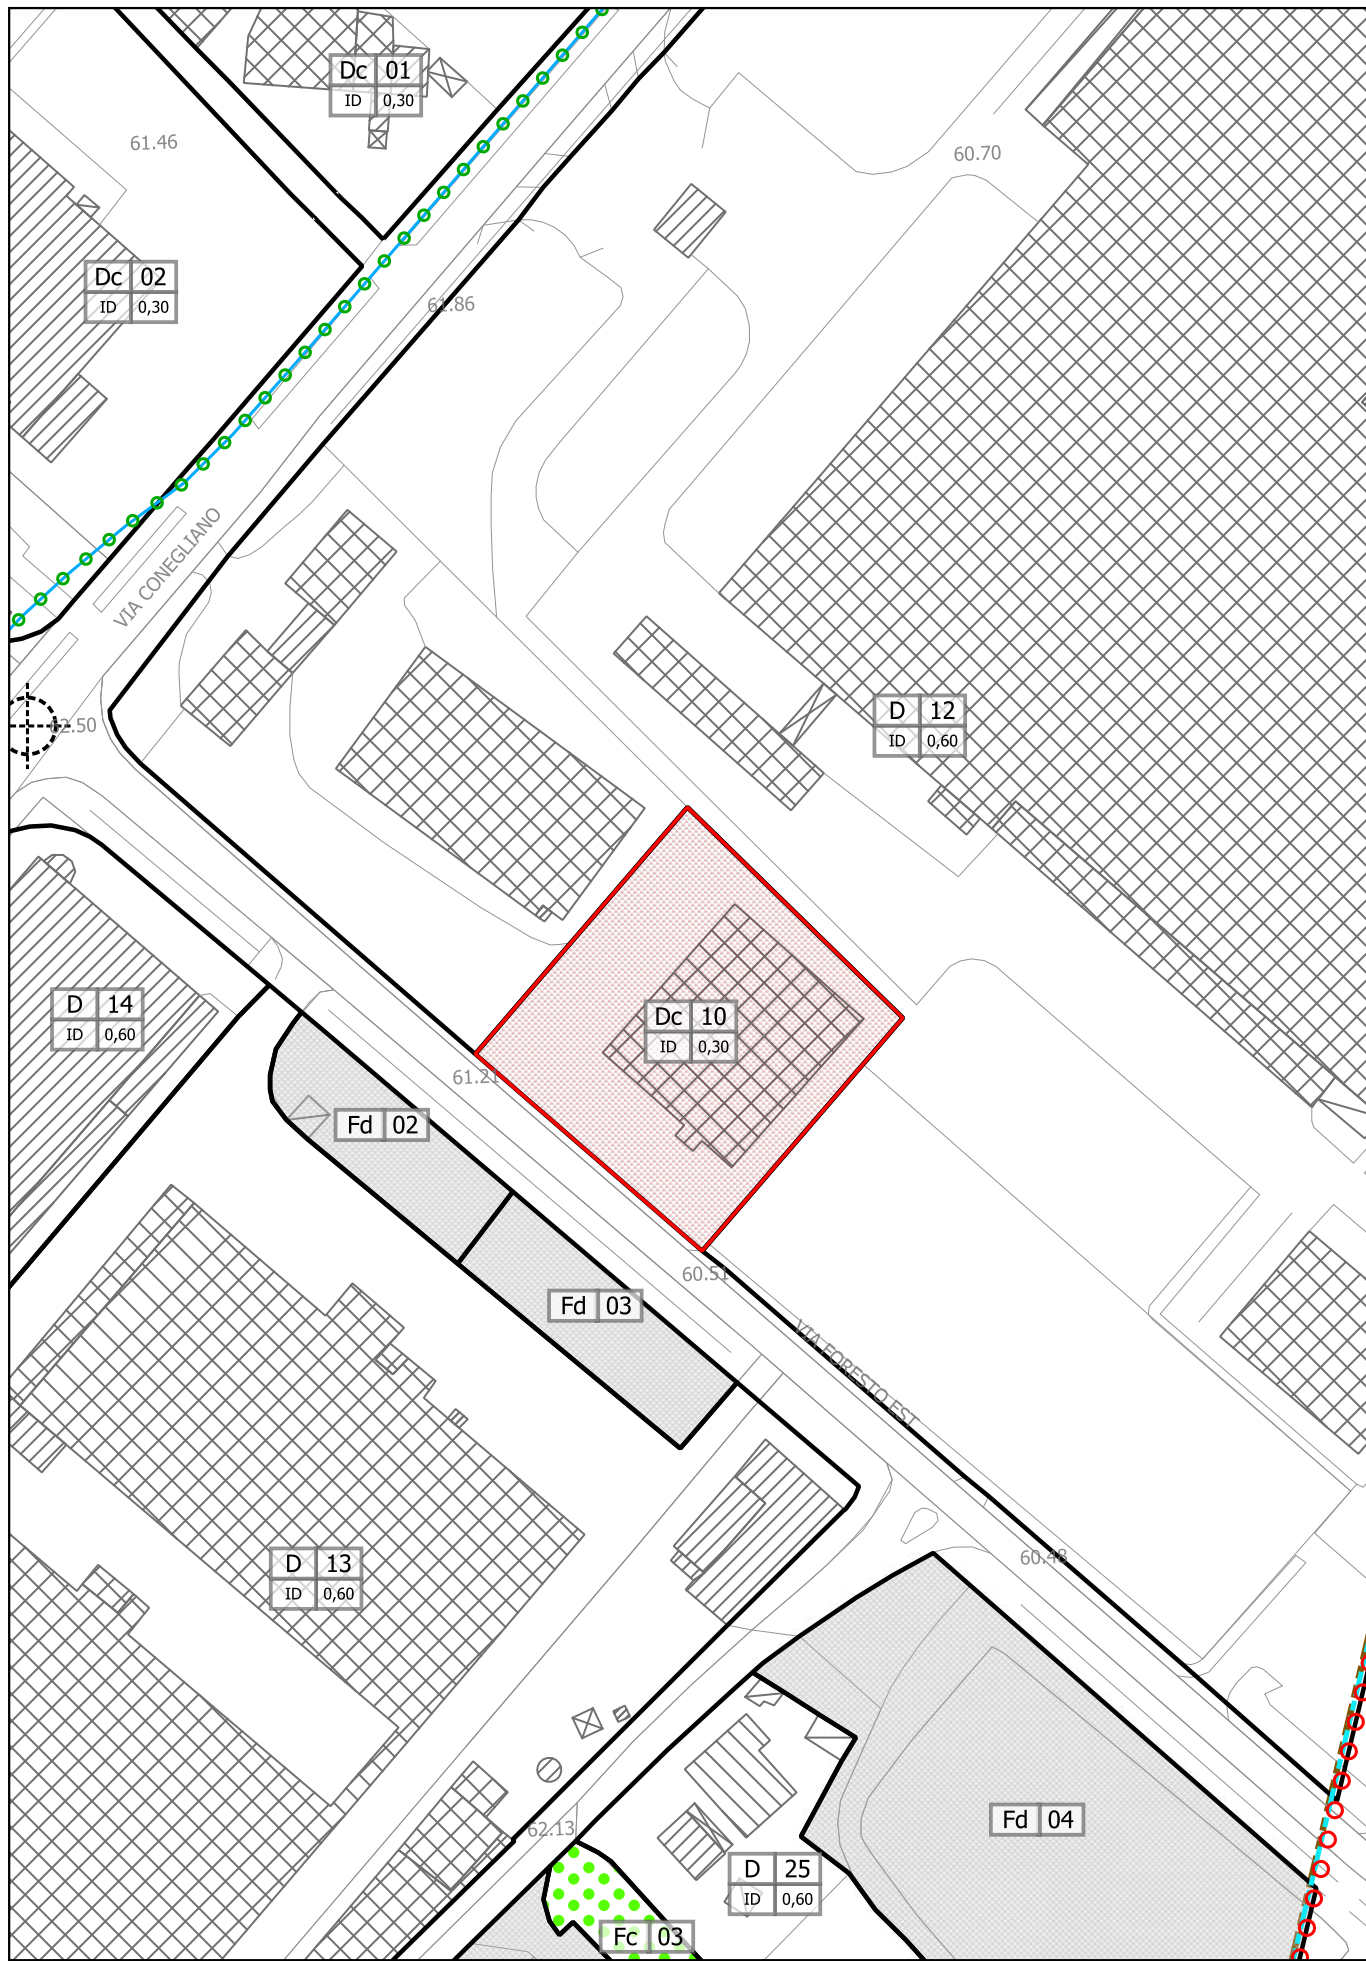 Dc 01
ID 0,30
61.46
60.70
Dc 02
ID 0,30
61.86
VIA CONEGLIANO
62.50
D 12
ID 0,60
D 14
ID 0,60
Dc 10
ID 0,30
61.21
Fd 02
60.51
Fd 03
VIA FORESTO EST
D 13
ID 0,60
60.48
Fd 04
62.13
D 25
ID 0,60
Fc 03